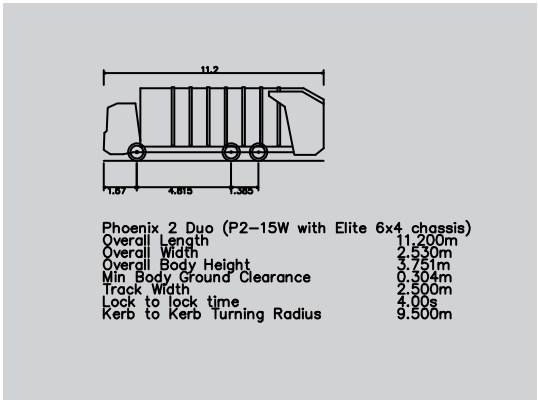 11.2
1.87 4.815 1.385
Phoenix 2 Duo (P2-15W with Elite 6x4 chassis)
Overall Length 11.200m
Overall Width 2.530m
Overall Body Height 3.751m
Min Body Ground Clearance 0.304m
Track Width 2.500m
Lock to lock time 4.00s
Kerb to Kerb Turning Radius 9.500m